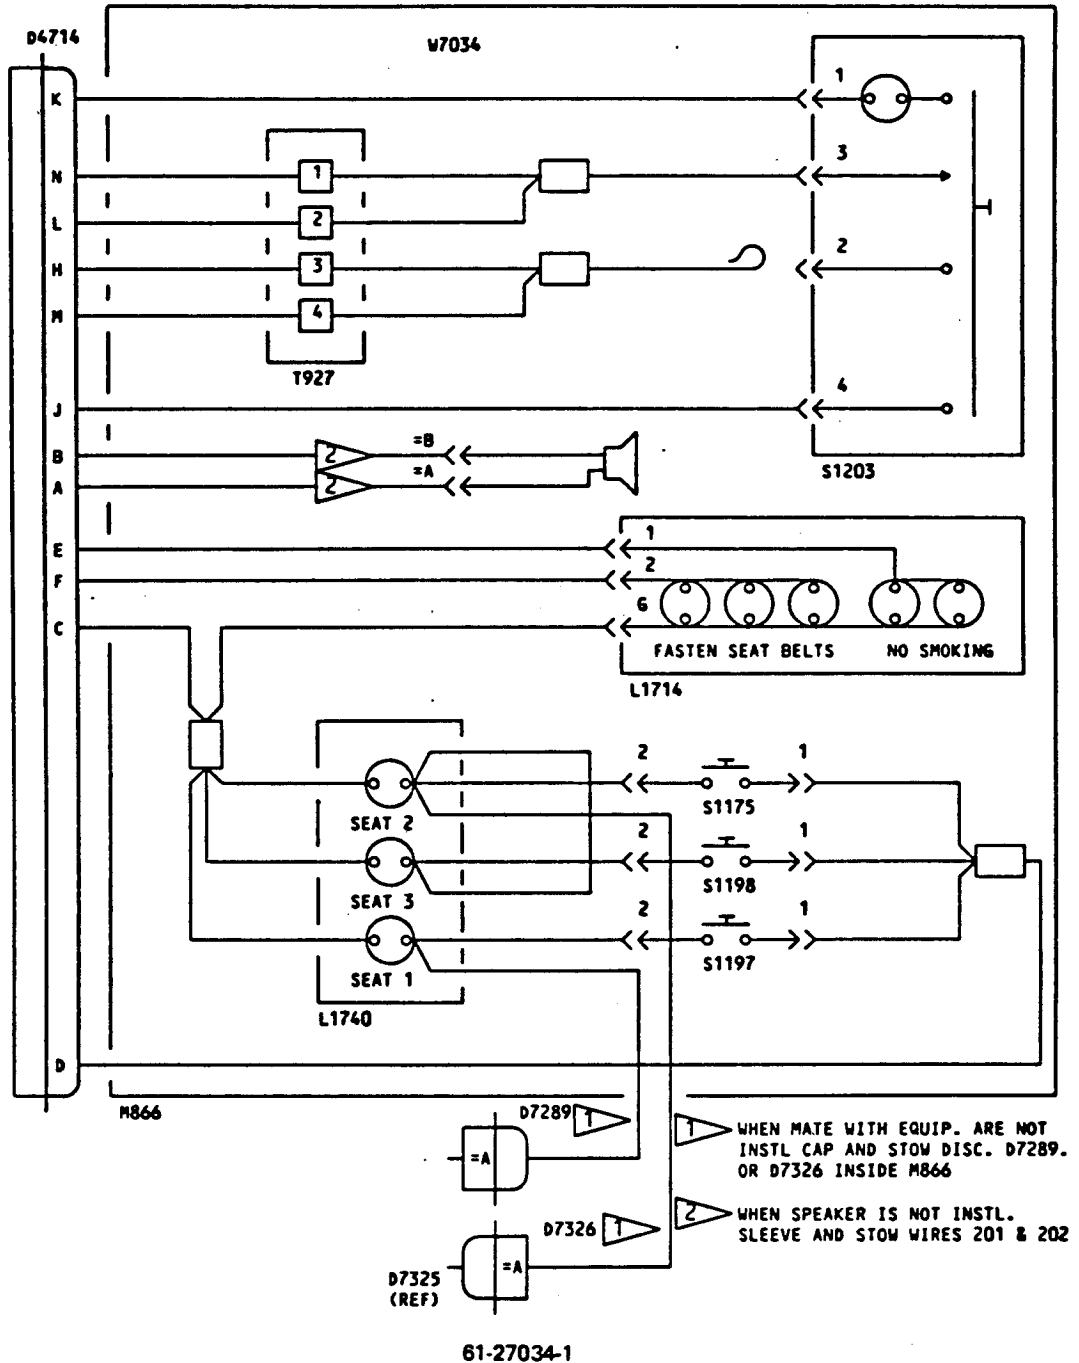 D4714
W7034
K
1
N
1
3
L
2
H
3
2
M
4
T927
J
4
B
2
=B
A
2
=A
S1203
E
1
F
2
C
6
FASTEN SEAT BELTS
NO SMOKING
L1714
2
1
S1175
SEAT 2
2
1
S1198
SEAT 3
2
1
S1197
SEAT 1
L1740
D
M866
D7289
1
=A
1
WHEN MATE WITH EQUIP. ARE NOT
INSTL CAP AND STOW DISC. D7289.
OR D7326 INSIDE M866
D7326
1
2
WHEN SPEAKER IS NOT INSTL.
SLEEVE AND STOW WIRES 201 & 202
D7325
(REF)
=A
61-27034-1